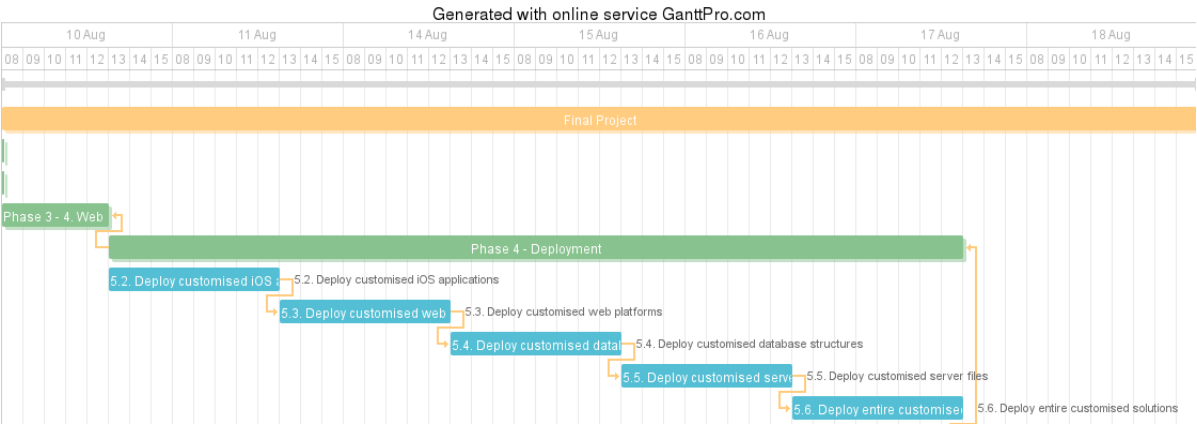 Generated with online service GanttPro.com
10 Aug 11 Aug 14 Aug 15 Aug 16 Aug 17 Aug 18 Aug
08 09 10 11 12 13 14 15 08 09 10 11 12 13 14 15 08 09 10 11 12 13 14 15 08 09 10 11 12 13 14 15 08 09 10 11 12 13 14 15 08 09 10 11 12 13 14 15 08 09 10 11 12 13 14 15
Final Project
Phase 3 - 4. Web
Phase 4 - Deployment
5.2. Deploy customised iOS 5.2. Deploy customised iOS applications
5.3. Deploy customised web 5.3. Deploy customised web platforms
5.4. Deploy customised 5.4. Deploy customised database structures
5.5. Deploy customised 5.5. Deploy customised server files
5.6. Deploy entire customised 5.6. Deploy entire customised solutions